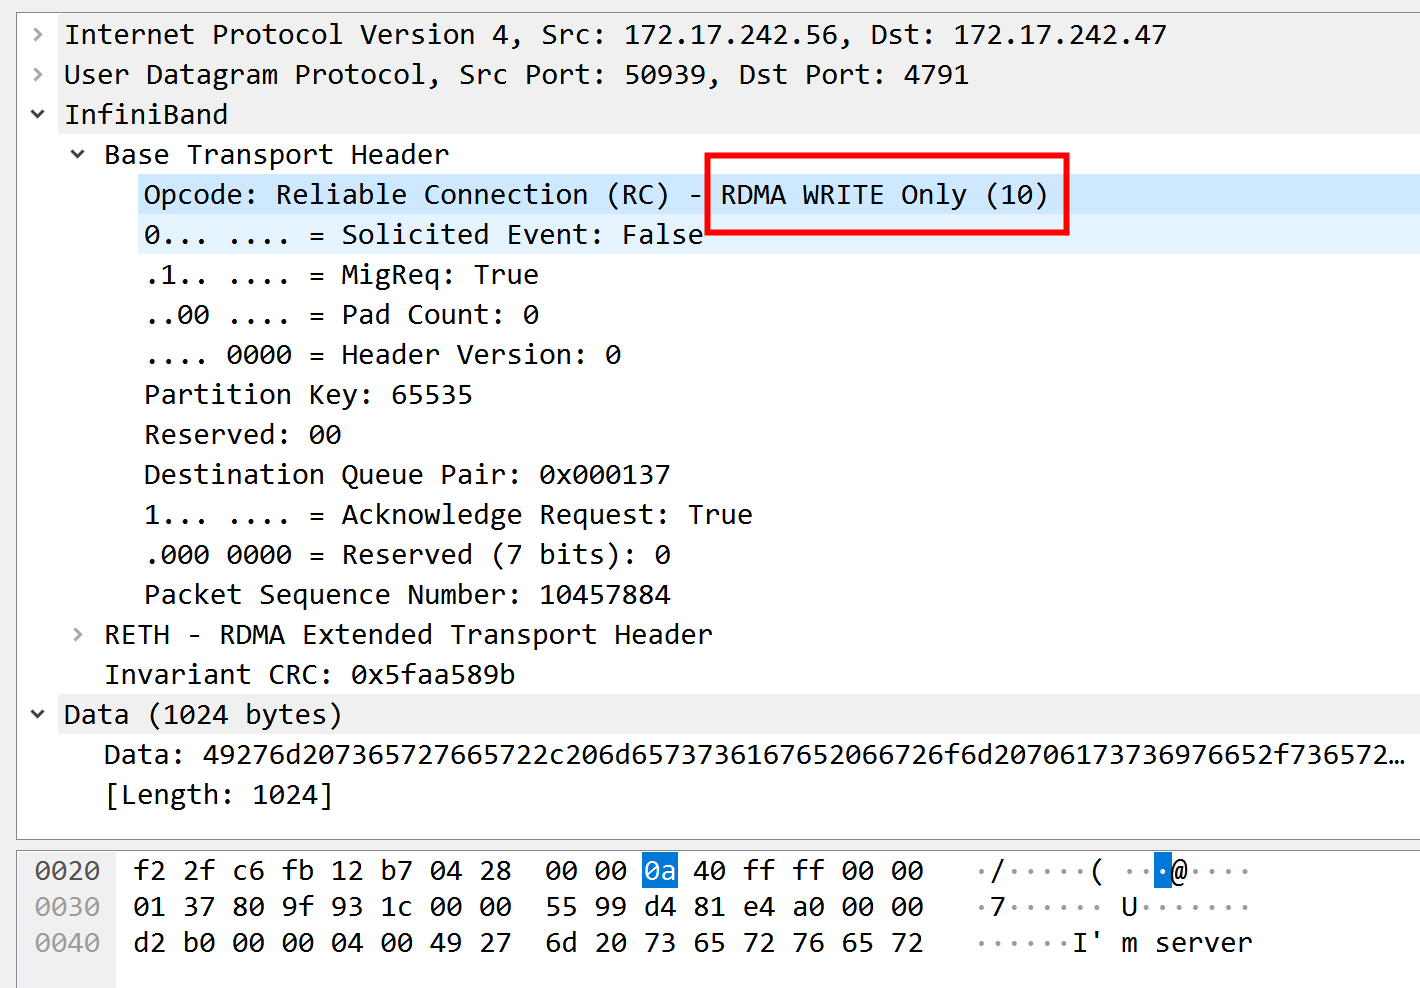 Internet Protocol Version 4, Src: 172.17.242.56, Dst: 172.17.242.47
User Datagram Protocol, Src Port: 50939, Dst Port: 4791
InfiniBand
Base Transport Header
Opcode: Reliable Connection (RC) - RDMA WRITE Only (10)
0... .... = Solicited Event: False
.1.. .... = MigReq: True
..00 .... = Pad Count: 0
.... 0000 = Header Version: 0
Partition Key: 65535
Reserved: 00
Destination Queue Pair: 0x000137
1... .... = Acknowledge Request: True
.000 0000 = Reserved (7 bits): 0
Packet Sequence Number: 10457884
RETH - RDMA Extended Transport Header
Invariant CRC: 0x5faa589b
Data (1024 bytes)
Data: 49276d207365727665722c206d6573736167652066726f6d20706173736976652f736572…
[Length: 1024]
0020 f2 2f c6 fb 12 b7 04 28 00 00 0a 40 ff ff 00 00 ·/·····( ···@····
0030 01 37 80 9f 93 1c 00 00 55 99 d4 81 e4 a0 00 00 ·7······ U·······
0040 d2 b0 00 00 04 00 49 27 6d 20 73 65 72 76 65 72 ······I' m server